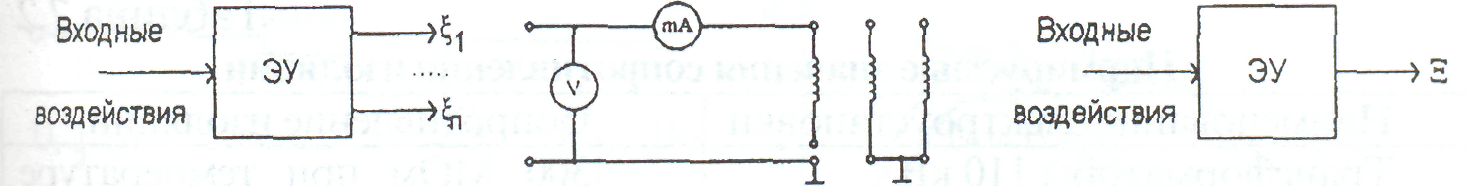 Входные
воздействия
ЭУ
ξ1
.....
ξn
mA
V
Входные
воздействия
ЭУ
Ξ